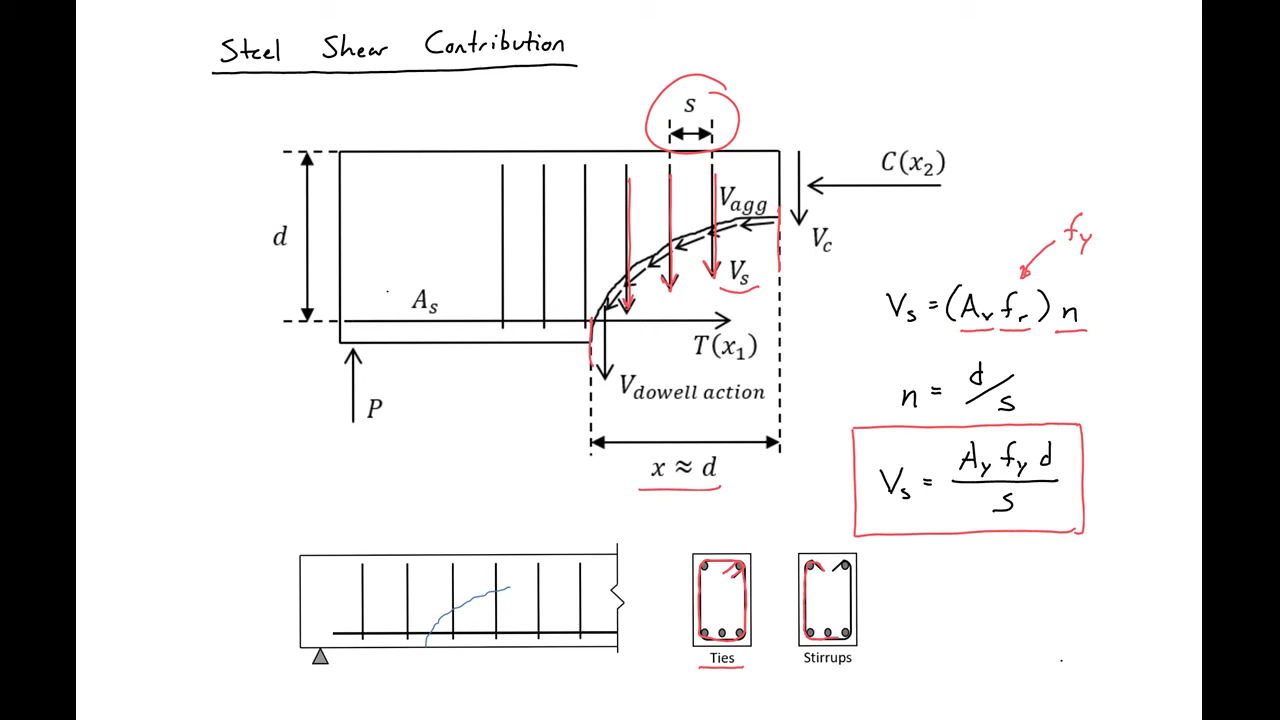 Steel Shear Contribution
s
C(x₂)
V_agg
V_c
d
f_y
V_s
V_s = (A_v f_r) n
A_s
T(x₁)
V_dowell action
n = d/s
P
x ≈ d
V_s = A_y f_y d / s
Ties
Stirrups